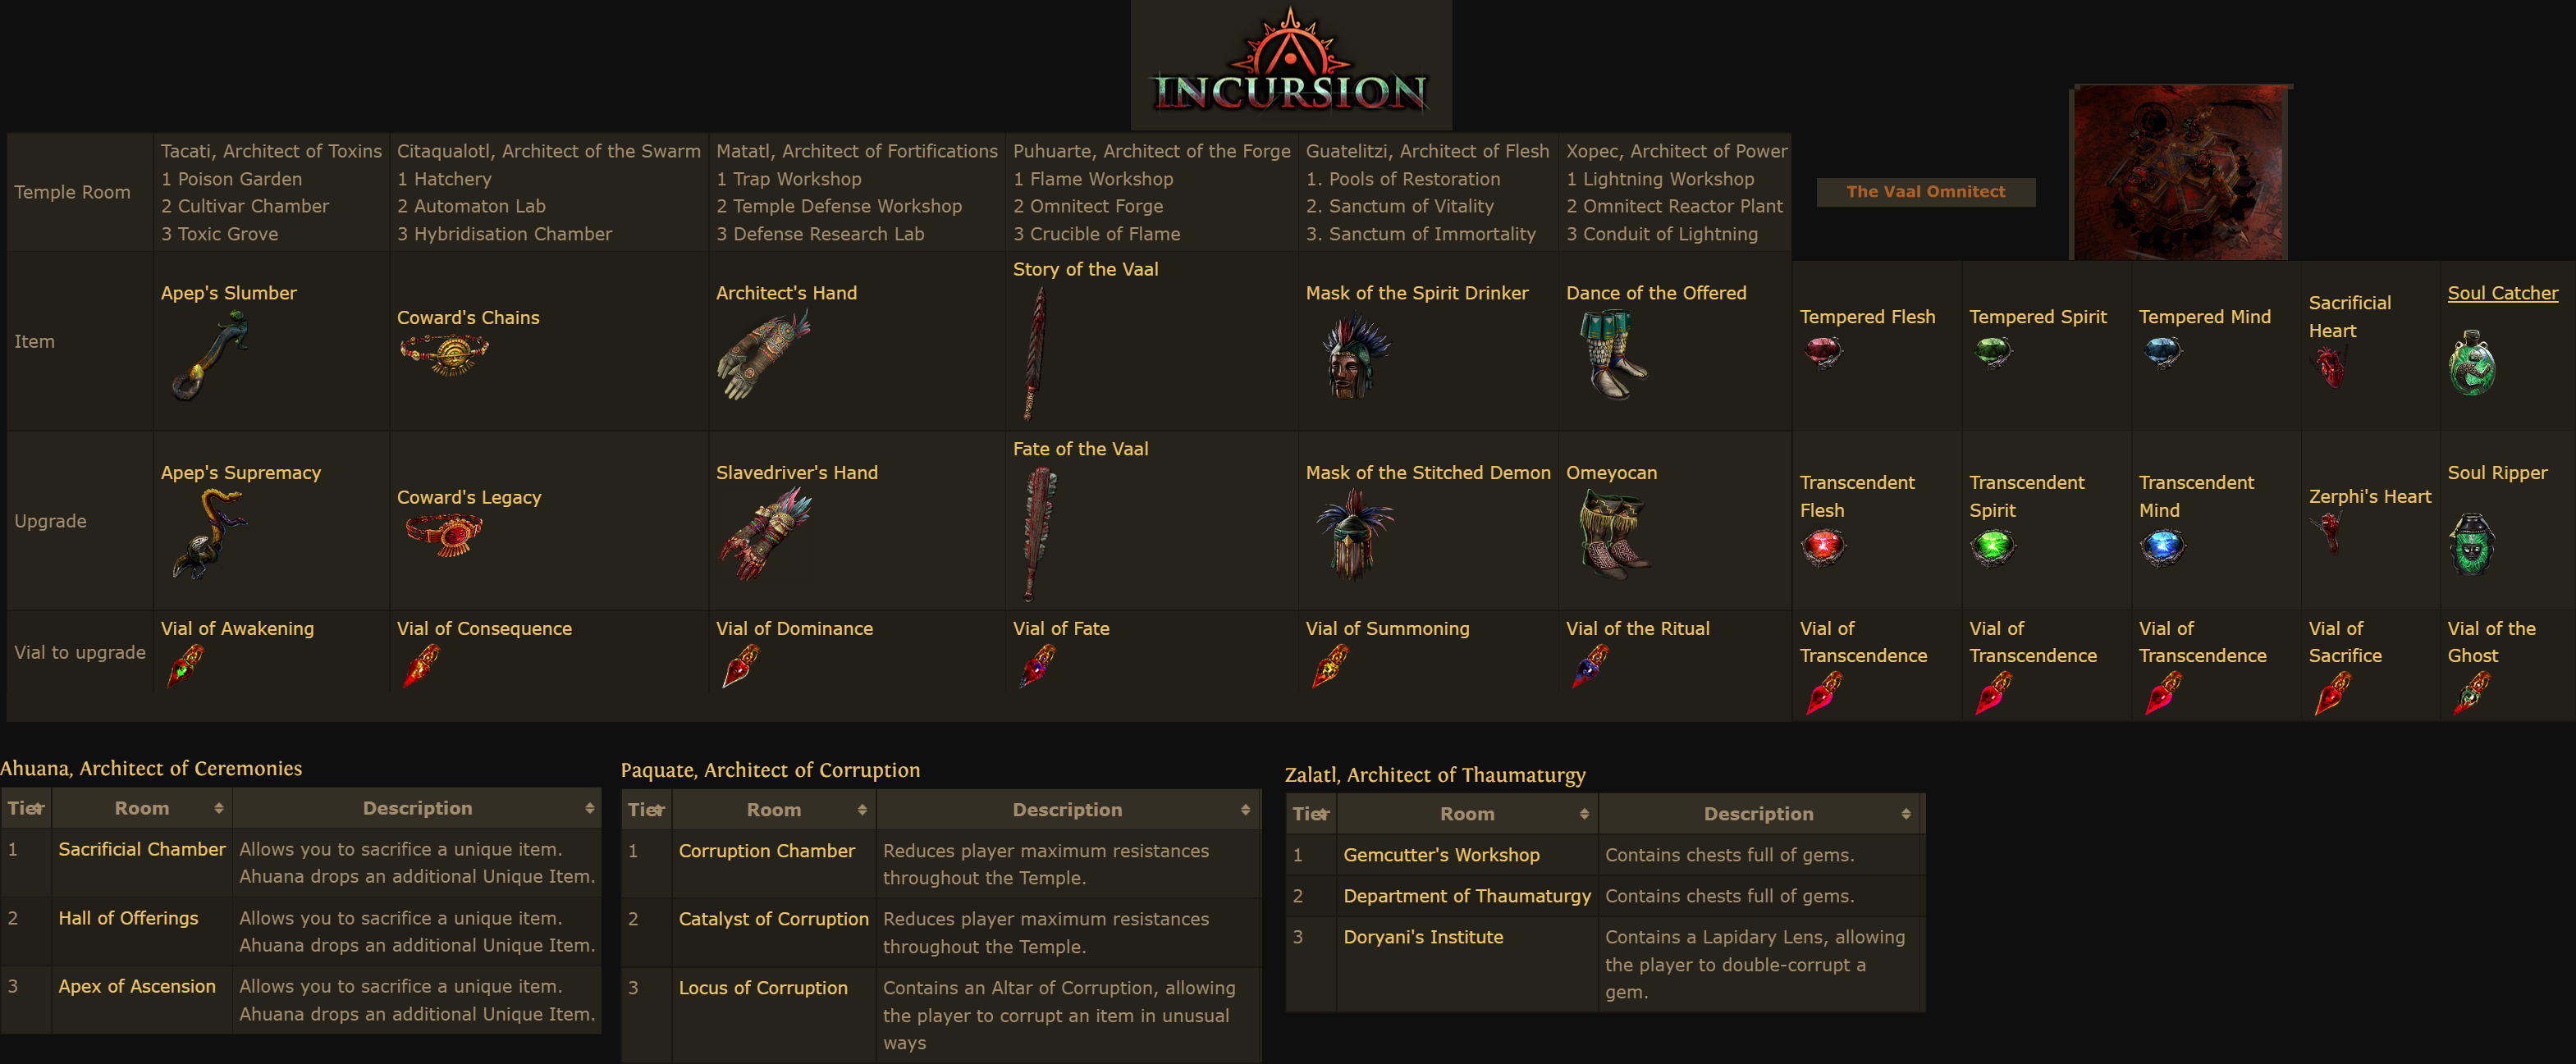 INCURSION
Temple Room
Tacati, Architect of Toxins
1 Poison Garden
2 Cultivar Chamber
3 Toxic Grove
Citaqualotl, Architect of the Swarm
1 Hatchery
2 Automaton Lab
3 Hybridisation Chamber
Matatl, Architect of Fortifications
1 Trap Workshop
2 Temple Defense Workshop
3 Defense Research Lab
Puhuarte, Architect of the Forge
1 Flame Workshop
2 Omnitect Forge
3 Crucible of Flame
Guatelitzi, Architect of Flesh
1. Pools of Restoration
2. Sanctum of Vitality
3. Sanctum of Immortality
Xopec, Architect of Power
1 Lightning Workshop
2 Omnitect Reactor Plant
3 Conduit of Lightning
The Vaal Omnitect
Item
Apep's Slumber
Coward's Chains
Architect's Hand
Story of the Vaal
Mask of the Spirit Drinker
Dance of the Offered
Tempered Flesh
Tempered Spirit
Tempered Mind
Sacrificial
Heart
Soul Catcher
Upgrade
Apep's Supremacy
Coward's Legacy
Slavedriver's Hand
Fate of the Vaal
Mask of the Stitched Demon
Omeyocan
Transcendent
Flesh
Transcendent
Spirit
Transcendent
Mind
Zerphi's Heart
Soul Ripper
Vial to upgrade
Vial of Awakening
Vial of Consequence
Vial of Dominance
Vial of Fate
Vial of Summoning
Vial of the Ritual
Vial of
Transcendence
Vial of
Transcendence
Vial of
Transcendence
Vial of
Sacrifice
Vial of the
Ghost
Ahuana, Architect of Ceremonies
Tier Room Description
1 Sacrificial Chamber Allows you to sacrifice a unique item.
Ahuana drops an additional Unique Item.
2 Hall of Offerings Allows you to sacrifice a unique item.
Ahuana drops an additional Unique Item.
3 Apex of Ascension Allows you to sacrifice a unique item.
Ahuana drops an additional Unique Item.
Paquate, Architect of Corruption
Tier Room Description
1 Corruption Chamber Reduces player maximum resistances
throughout the Temple.
2 Catalyst of Corruption Reduces player maximum resistances
throughout the Temple.
3 Locus of Corruption Contains an Altar of Corruption, allowing
the player to corrupt an item in unusual
ways
Zalatl, Architect of Thaumaturgy
Tier Room Description
1 Gemcutter's Workshop Contains chests full of gems.
2 Department of Thaumaturgy Contains chests full of gems.
3 Doryani's Institute Contains a Lapidary Lens, allowing
the player to double-corrupt a
gem.